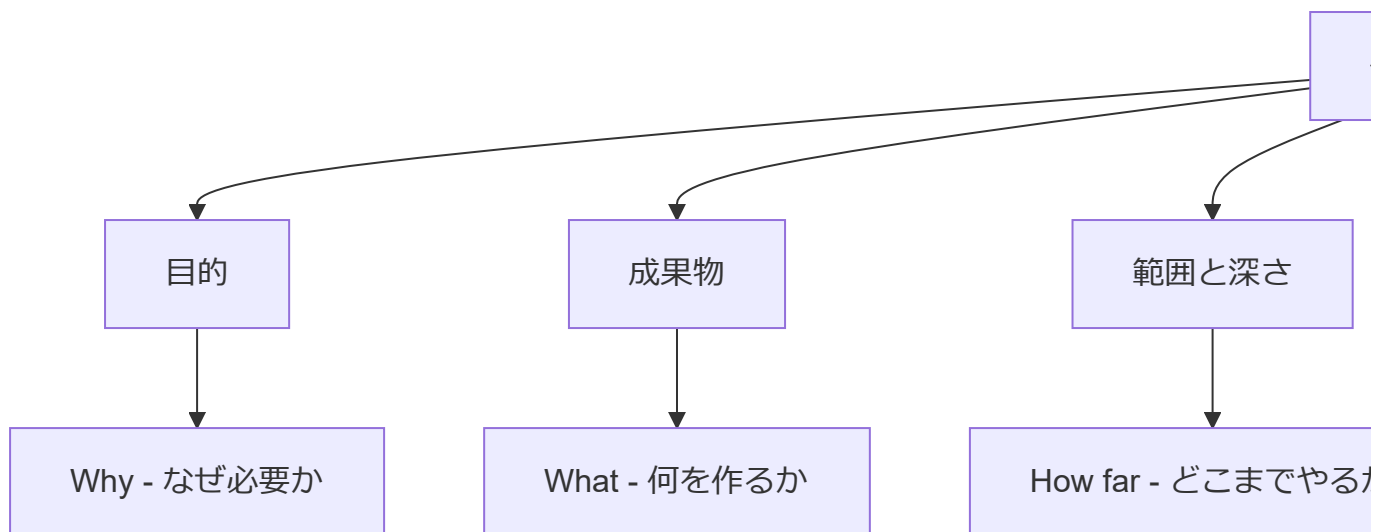 目的
成果物
範囲と深さ
Why - なぜ必要か
What - 何を作るか
How far - どこまでやる